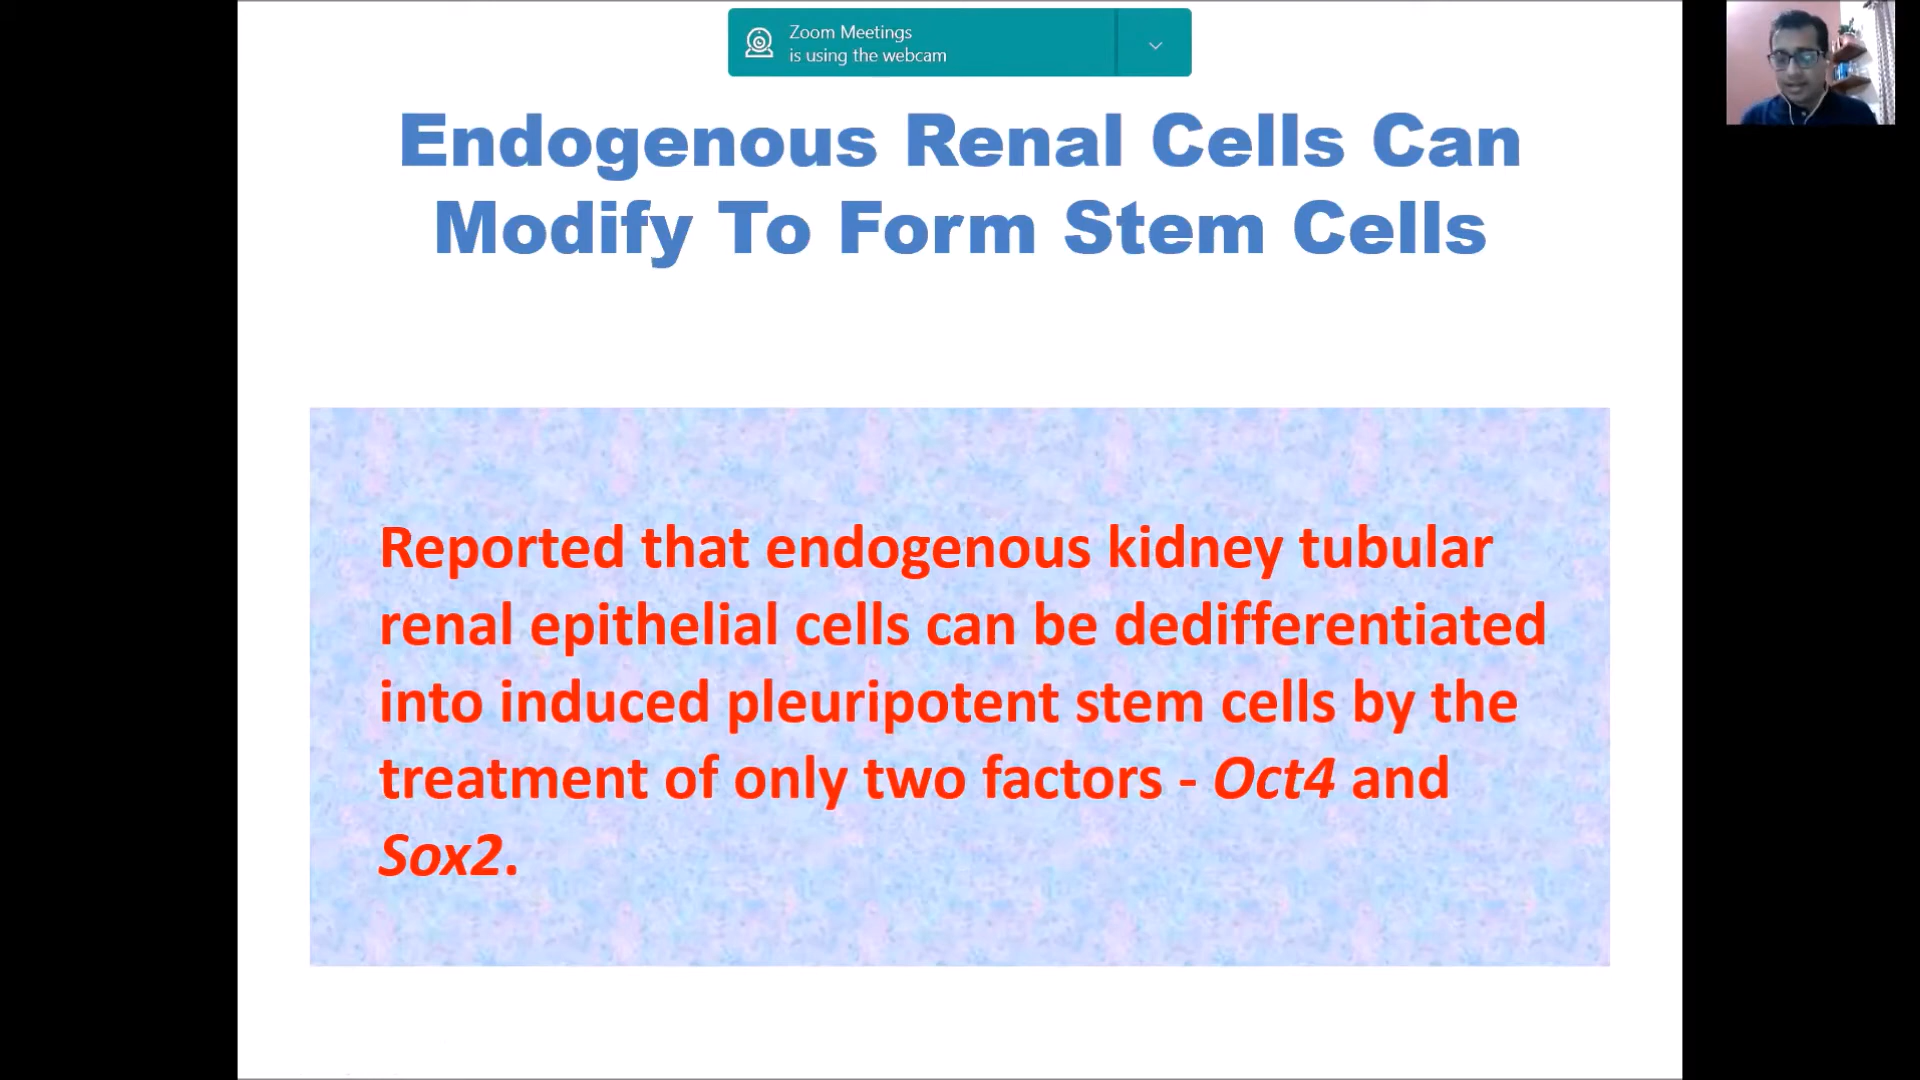 Zoom Meetings
is using the webcam
Endogenous Renal Cells Can
Modify To Form Stem Cells
Reported that endogenous kidney tubular
renal epithelial cells can be dedifferentiated
into induced pleuripotent stem cells by the
treatment of only two factors - Oct4 and
Sox2.